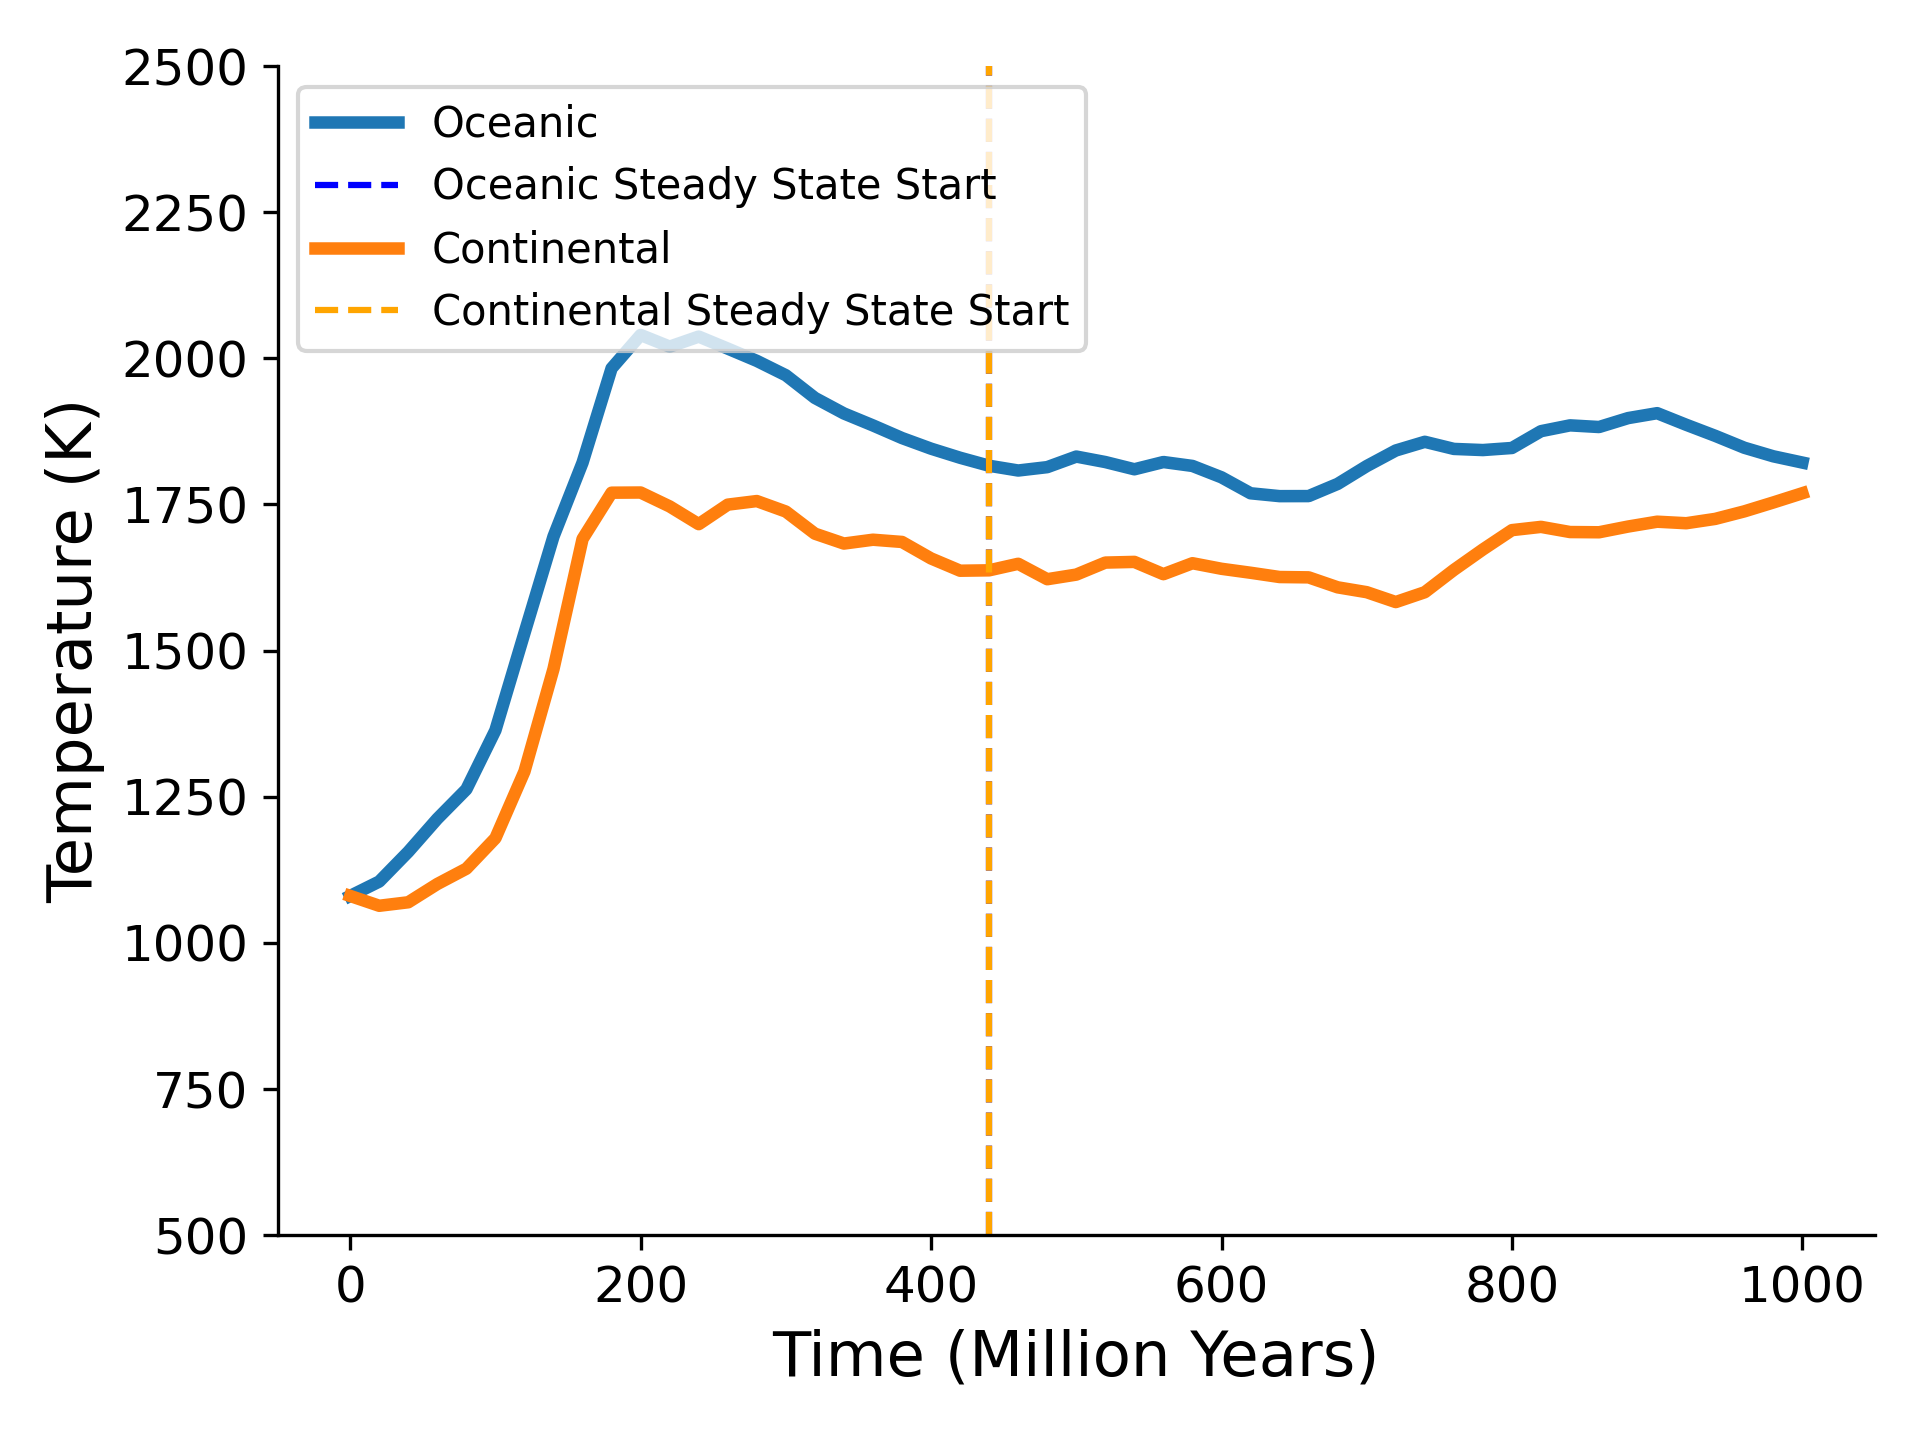 2500
2250
2000
1750
1500
1250
1000
750
500
Temperature (K)
Oceanic
Oceanic Steady State Start
Continental
Continental Steady State Start
0 200 400 600 800 1000
Time (Million Years)